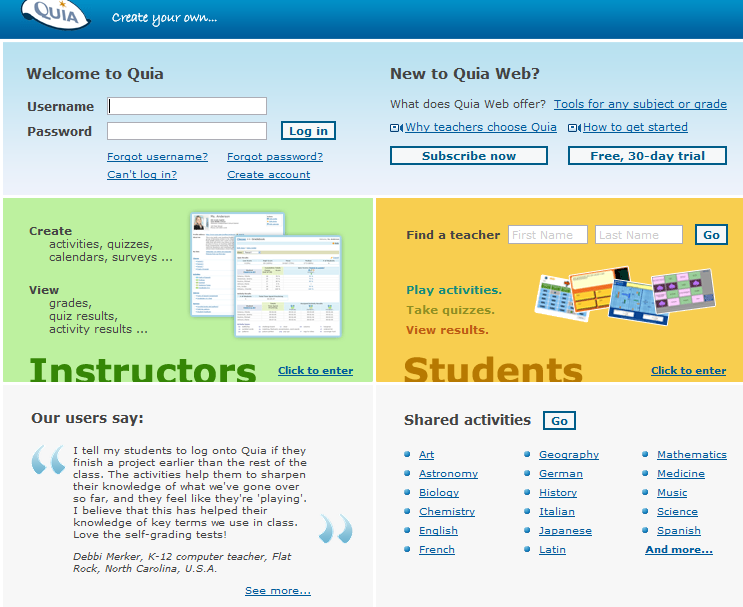 QUIA
Create your own...
Welcome to Quia
Username
Password
Log in
Forgot username? Forgot password?
Can't log in? Create account
New to Quia Web?
What does Quia Web offer? Tools for any subject or grade
Why teachers choose Quia How to get started
Subscribe now Free, 30-day trial
Create
activities, quizzes,
calendars, surveys ...
View
grades,
quiz results,
activity results ...
Instructors Click to enter
Find a teacher First Name Last Name Go
Play activities.
Take quizzes.
View results.
Students Click to enter
Our users say:
I tell my students to log onto Quia if they
finish a project earlier than the rest of the
class. The activities help them to sharpen
their knowledge of what we've gone over
so far, and they feel like they're 'playing'.
I believe that this has helped their
knowledge of key terms we use in class.
Love the self-grading tests!
Debbi Merker, K-12 computer teacher, Flat
Rock, North Carolina, U.S.A.
See more...
Shared activities Go
Art Geography Mathematics
Astronomy German Medicine
Biology History Music
Chemistry Italian Science
English Japanese Spanish
French Latin And more...